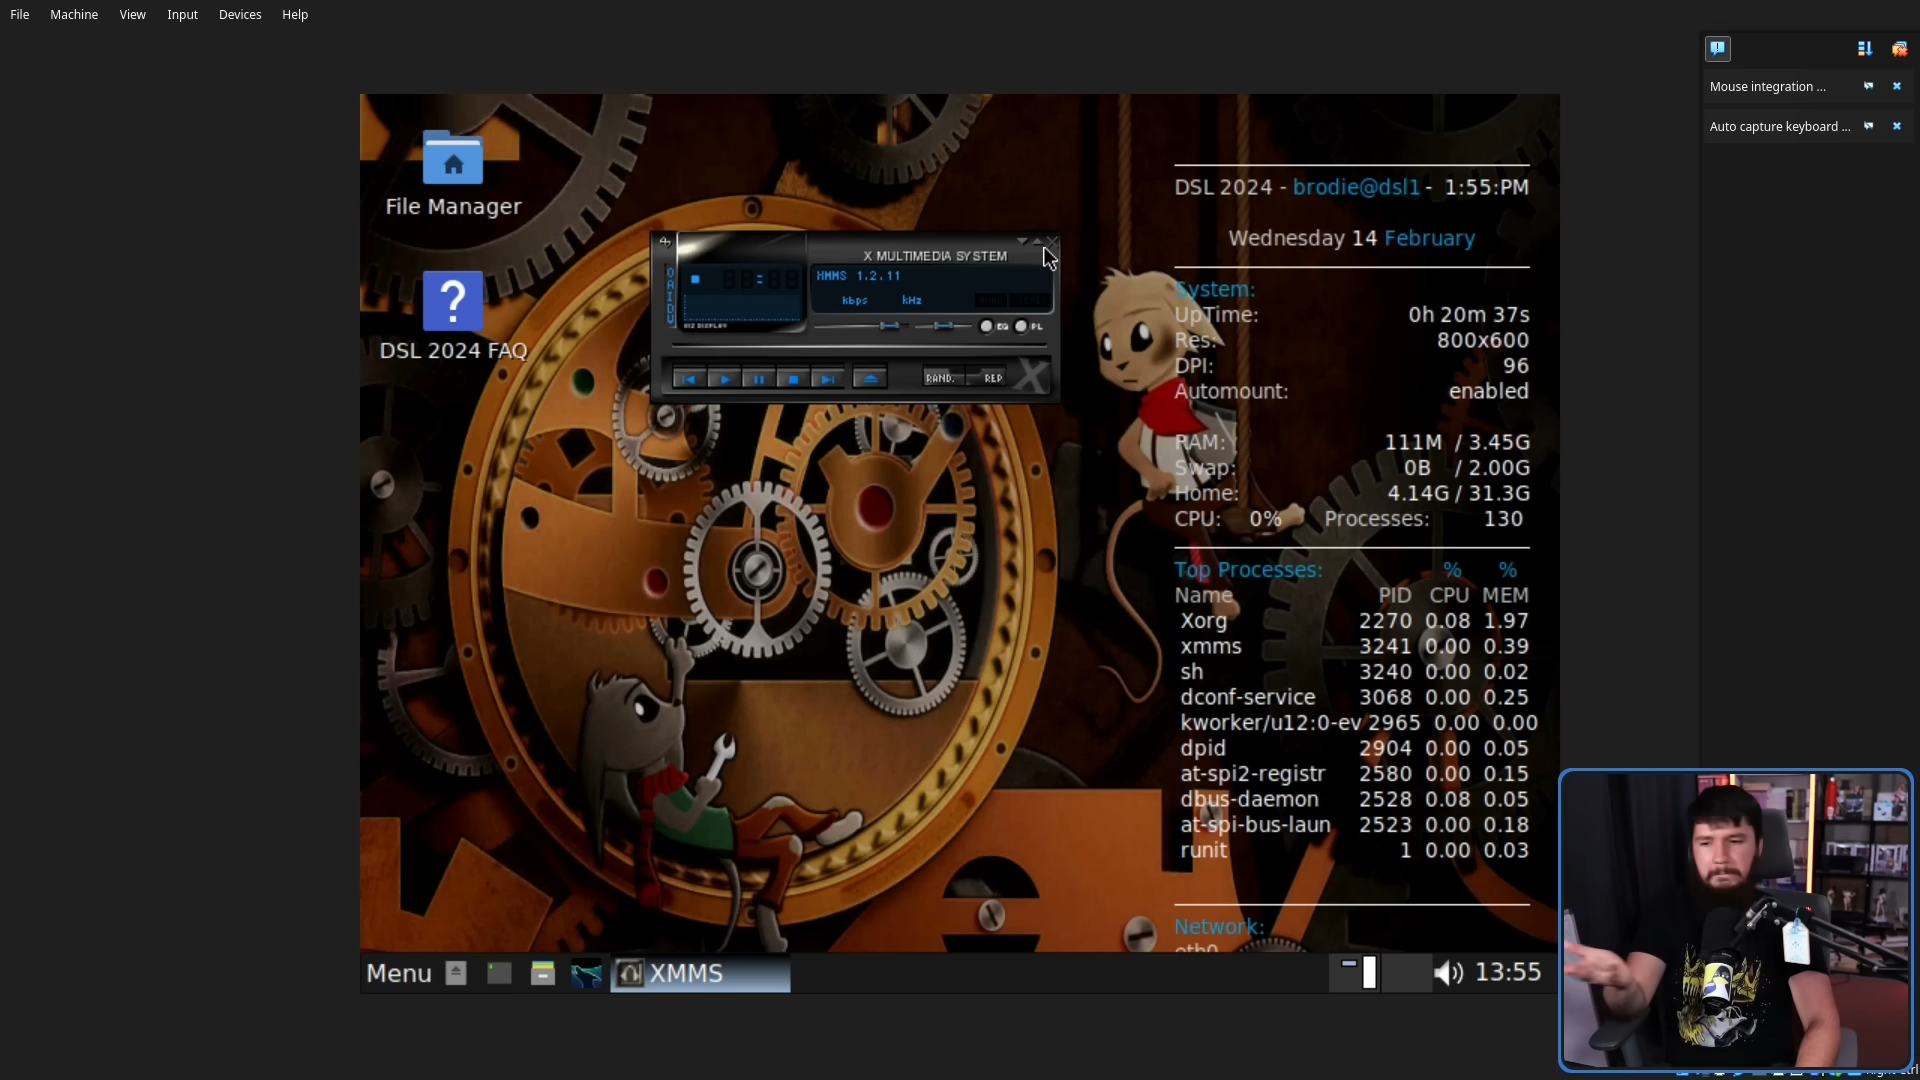 File Machine View Input Devices Help
Mouse integration ...
Auto capture keyboard ...
File Manager
DSL 2024 FAQ
X MULTIMEDIA SYSTEM
OAIDV
XMMS 1.2.11
kbps kHz
EQ PL
RAND. REP
DSL 2024 - brodie@dsl1 - 1:55:PM
Wednesday 14 February
System:
UpTime: 0h 20m 37s
Res: 800x600
DPI: 96
Automount: enabled
RAM: 111M / 3.45G
Swap: 0B / 2.00G
Home: 4.14G / 31.3G
CPU: 0% Processes: 130
Top Processes: % %
Name PID CPU MEM
Xorg 2270 0.08 1.97
xmms 3241 0.00 0.39
sh 3240 0.00 0.02
dconf-service 3068 0.00 0.25
kworker/u12:0-ev 2965 0.00 0.00
dpid 2904 0.00 0.05
at-spi2-registr 2580 0.00 0.15
dbus-daemon 2528 0.08 0.05
at-spi-bus-laun 2523 0.00 0.18
runit 1 0.00 0.03
Network:
eth0
Menu XMMS 13:55